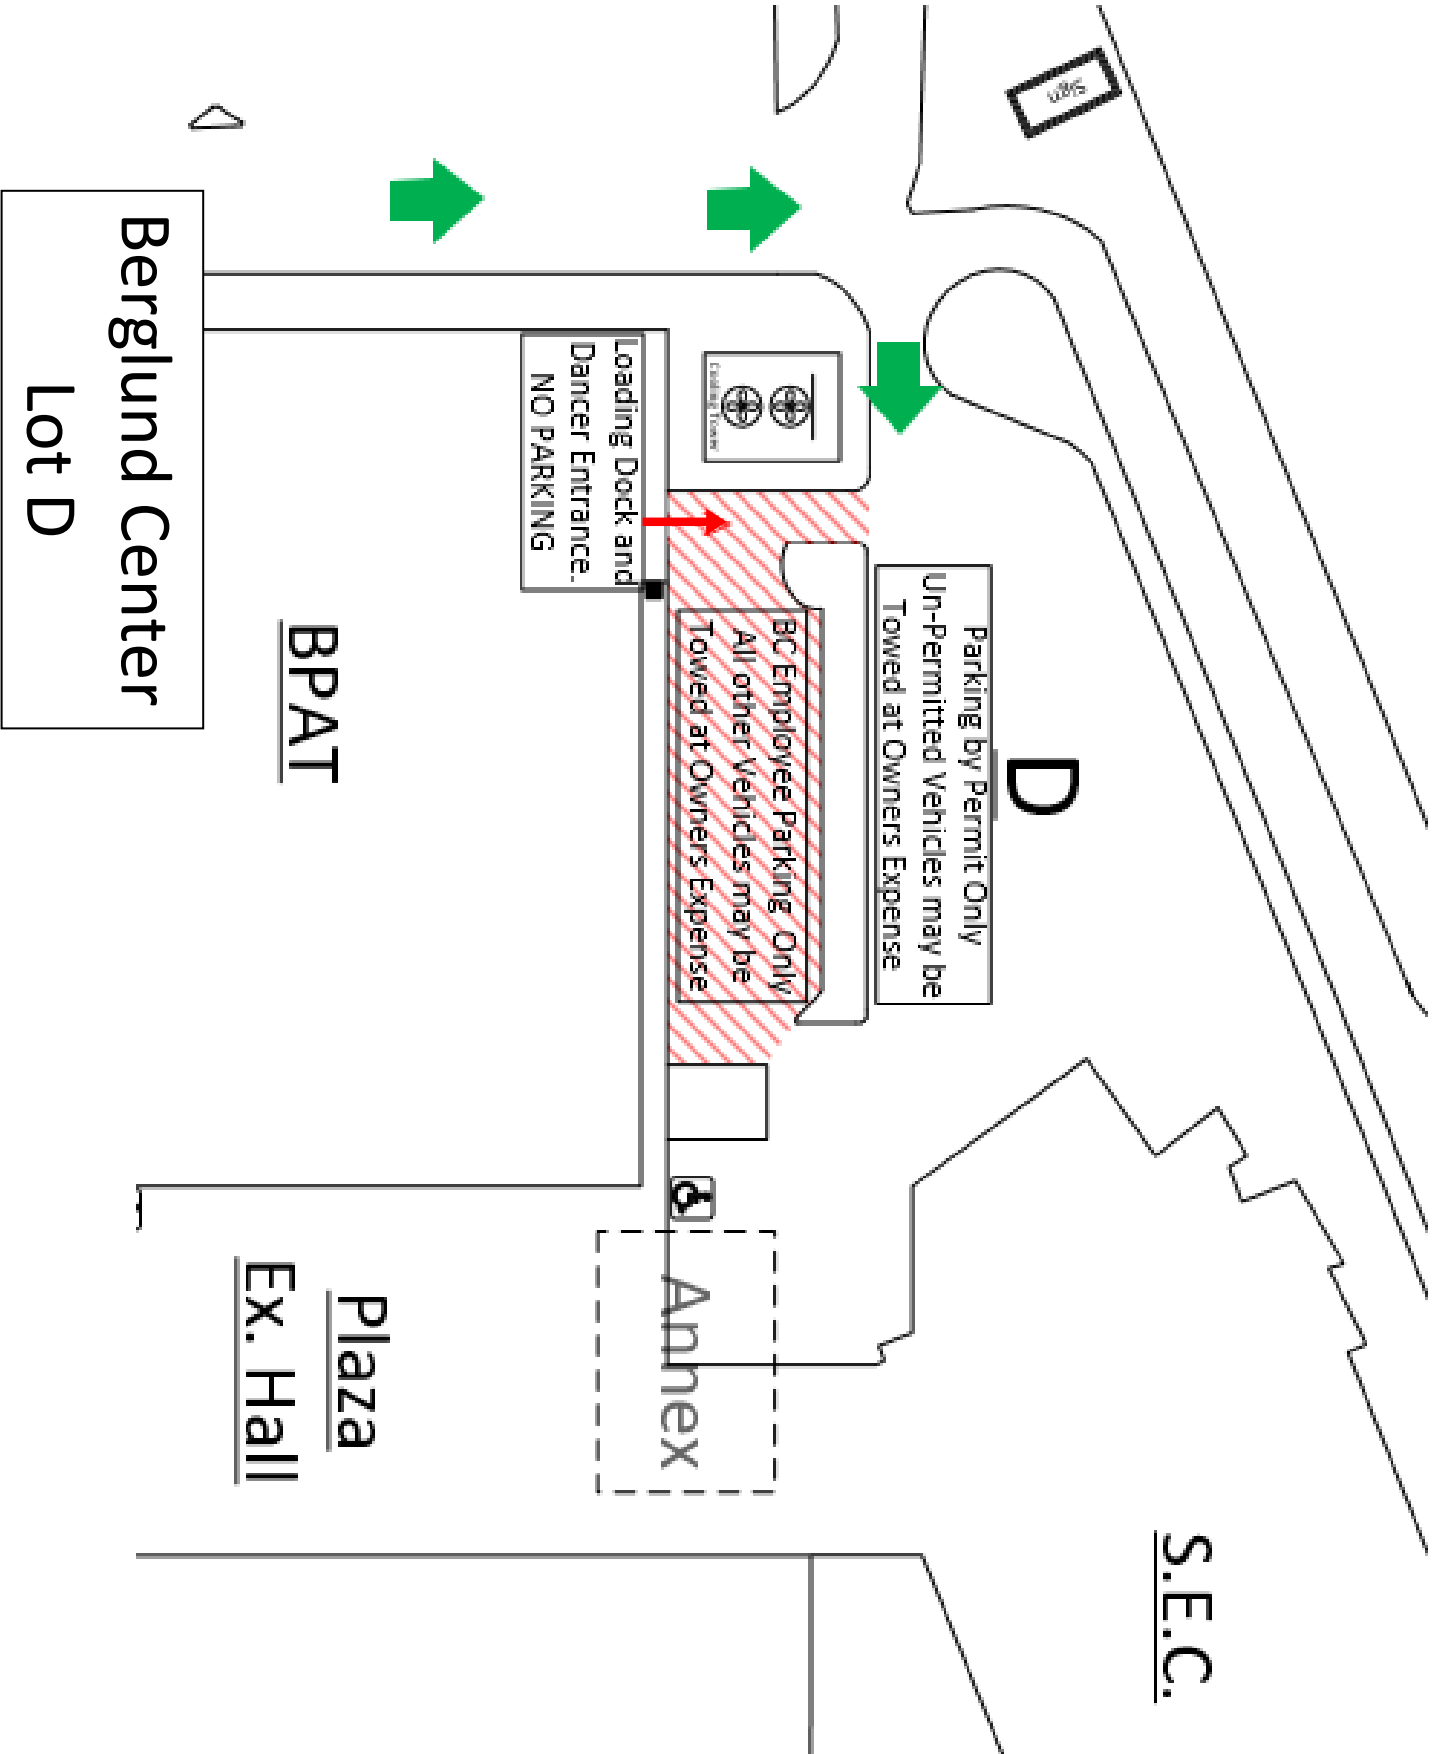 Sign
D
Parking by Permit Only
Un-Permitted Vehicles may be
Towed at Owners Expense
S.E.C.
Cooling Tower
BC Employee Parking Only
All other Vehicles may be
Towed at Owners Expense
Loading Dock and
Dancer Entrance.
NO PARKING
Annex
BPAT
Plaza
Ex. Hall
Berglund Center
Lot D